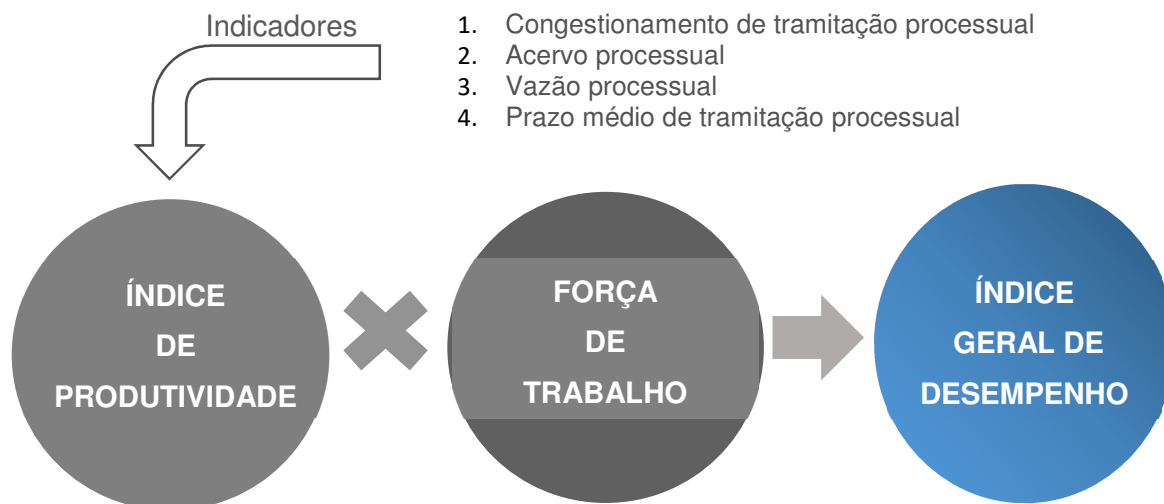 Indicadores
1. Congestionamento de tramitação processual
2. Acervo processual
3. Vazão processual
4. Prazo médio de tramitação processual
ÍNDICE
DE
PRODUTIVIDADE
FORÇA
DE
TRABALHO
ÍNDICE
GERAL DE
DESEMPENHO